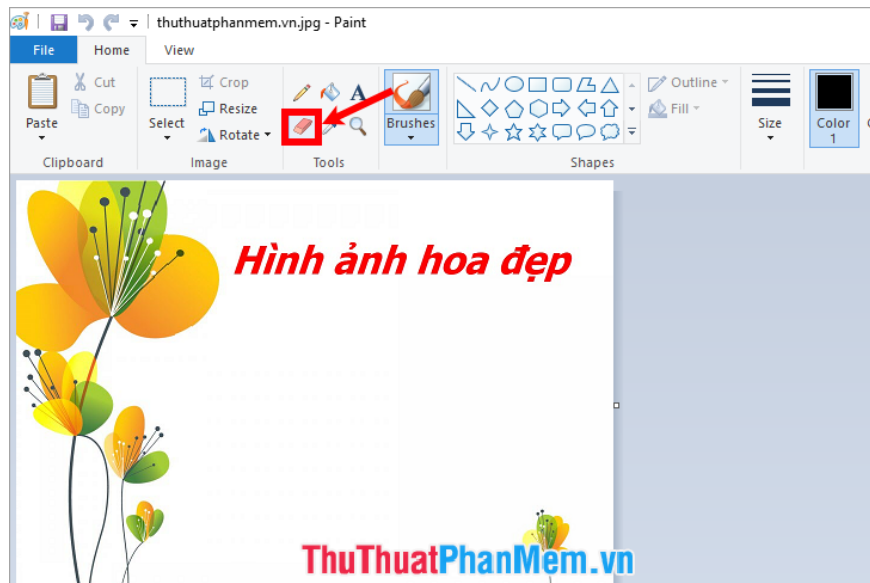 thuthuatphanmem.vn.jpg - Paint
File Home View
Cut Crop A Outline
Copy Resize Fill
Paste Select Rotate Brushes Size Color
1
Clipboard Image Tools Shapes
Hình ảnh hoa đẹp
ThuThuatPhanMem.vn